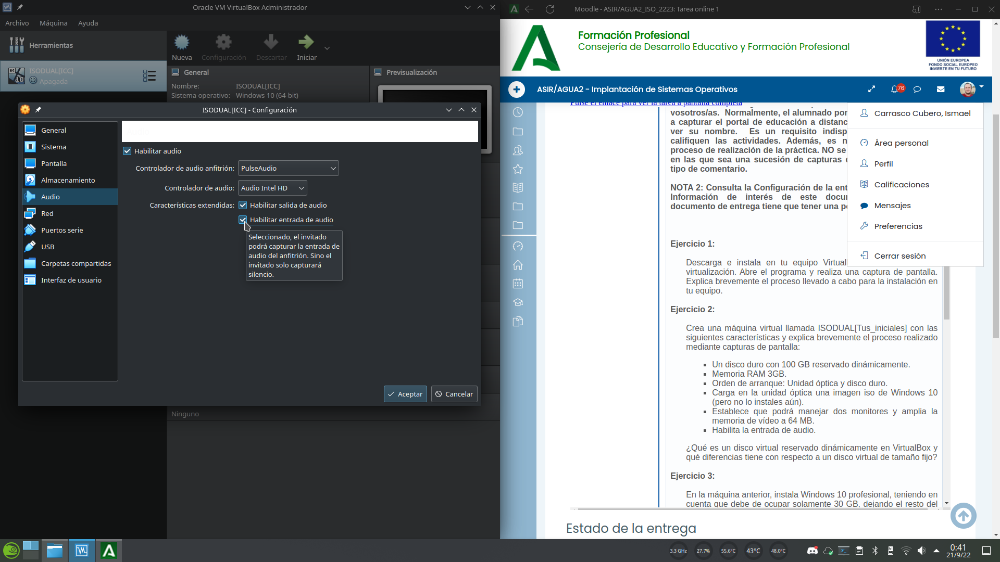 Oracle VM VirtualBox Administrador
Archivo Máquina Ayuda
Herramientas
ISODUAL[ICC]
Apagada
64
10
Nueva Configuración Descartar Iniciar
General
Nombre: ISODUAL[ICC]
Sistema operativo: Windows 10 (64-bit)
Previsualización
ISODUAL[ICC] - Configuración
General
Sistema
Pantalla
Almacenamiento
Audio
Red
Puertos serie
USB
Carpetas compartidas
Interfaz de usuario
Habilitar audio
Controlador de audio anfitrión: PulseAudio
Controlador de audio: Audio Intel HD
Características extendidas: Habilitar salida de audio
Habilitar entrada de audio
Seleccionado, el invitado
podrá capturar la entrada de
audio del anfitrión. Sino el
invitado solo capturará
silencio.
Aceptar Cancelar
Ninguno
Moodle - ASIR/AGUA2_ISO_2223: Tarea online 1
Formación Profesional
Consejería de Desarrollo Educativo y Formación Profesional
UNIÓN EUROPEA
FONDO SOCIAL EUROPEO
INVIERTE EN TU FUTURO
ASIR/AGUA2 - Implantación de Sistemas Operativos
76
Pulse el enlace para ver la tarea a pantalla completa
vosotros/as. Normalmente, el alumnado por
a capturar el portal de educación a distanc
ver su nombre. Es un requisito indisp
califiquen las actividades. Además, es n
proceso de realización de la práctica. NO se
en las que sea una sucesión de capturas
tipo de comentario.
NOTA 2: Consulta la Configuración de la ent
Información de interés de este docu
documento de entrega tiene que tener una p
Carrasco Cubero, Ismael
Área personal
Perfil
Calificaciones
Mensajes
Preferencias
Cerrar sesión
Ejercicio 1:
Descarga e instala en tu equipo Virtual
virtualización. Abre el programa y realiza una captura de pantalla.
Explica brevemente el proceso llevado a cabo para la instalación en
tu equipo.
Ejercicio 2:
Crea una máquina virtual llamada ISODUAL[Tus_iniciales] con las
siguientes características y explica brevemente el proceso realizado
mediante capturas de pantalla:
Un disco duro con 100 GB reservado dinámicamente.
Memoria RAM 3GB.
Orden de arranque: Unidad óptica y disco duro.
Carga en la unidad óptica una imagen iso de Windows 10
(pero no lo instales aún).
Establece que podrá manejar dos monitores y amplia la
memoria de vídeo a 64 MB.
Habilita la entrada de audio.
¿Qué es un disco virtual reservado dinámicamente en VirtualBox y
qué diferencias tiene con respecto a un disco virtual de tamaño fijo?
Ejercicio 3:
En la máquina anterior, instala Windows 10 profesional, teniendo en
cuenta que debe de ocupar solamente 30 GB, dejando el resto del
Estado de la entrega
3,3 GHz 27,7% 55,6°C 43°C 48,0°C
0:41
21/9/22